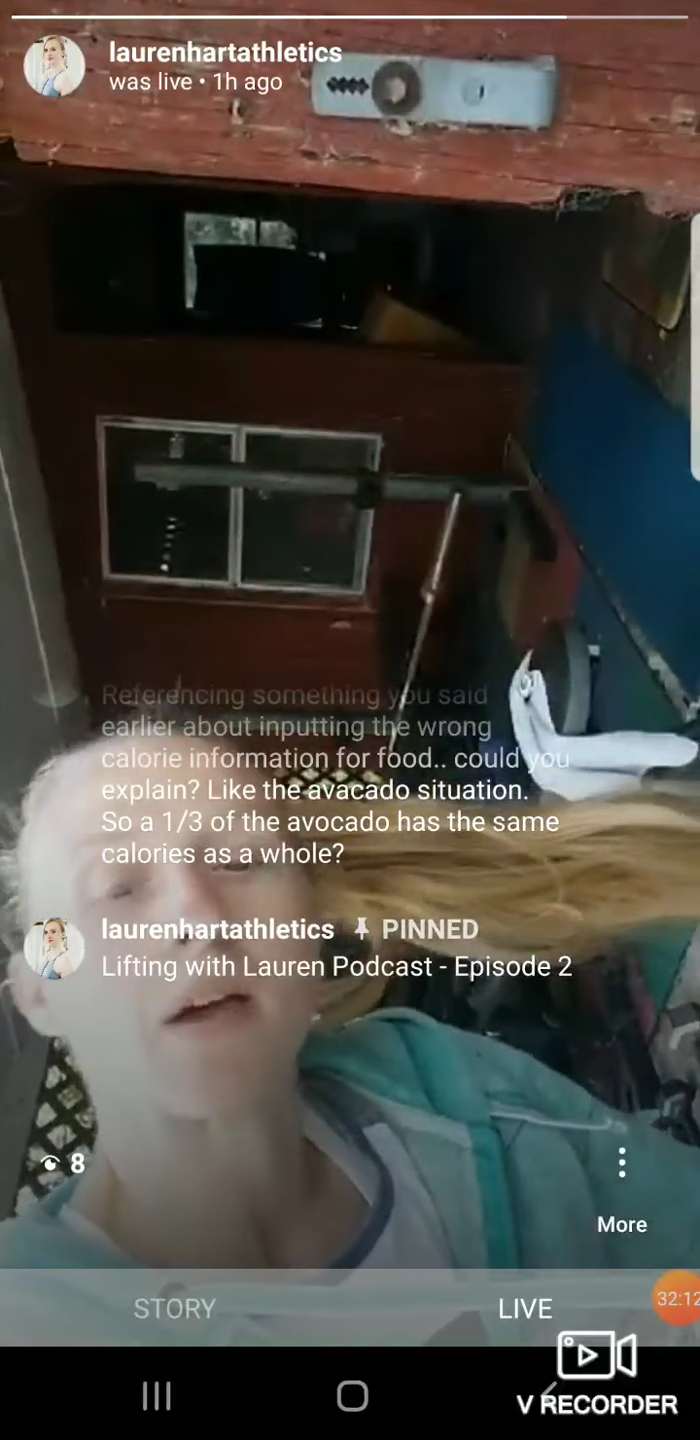 laurenhartathletics
was live • 1h ago
Referencing something you said
earlier about inputting the wrong
calorie information for food.. could you
explain? Like the avacado situation.
So a 1/3 of the avocado has the same
calories as a whole?
laurenhartathletics PINNED
Lifting with Lauren Podcast - Episode 2
8
More
STORY LIVE
32:12
V RECORDER